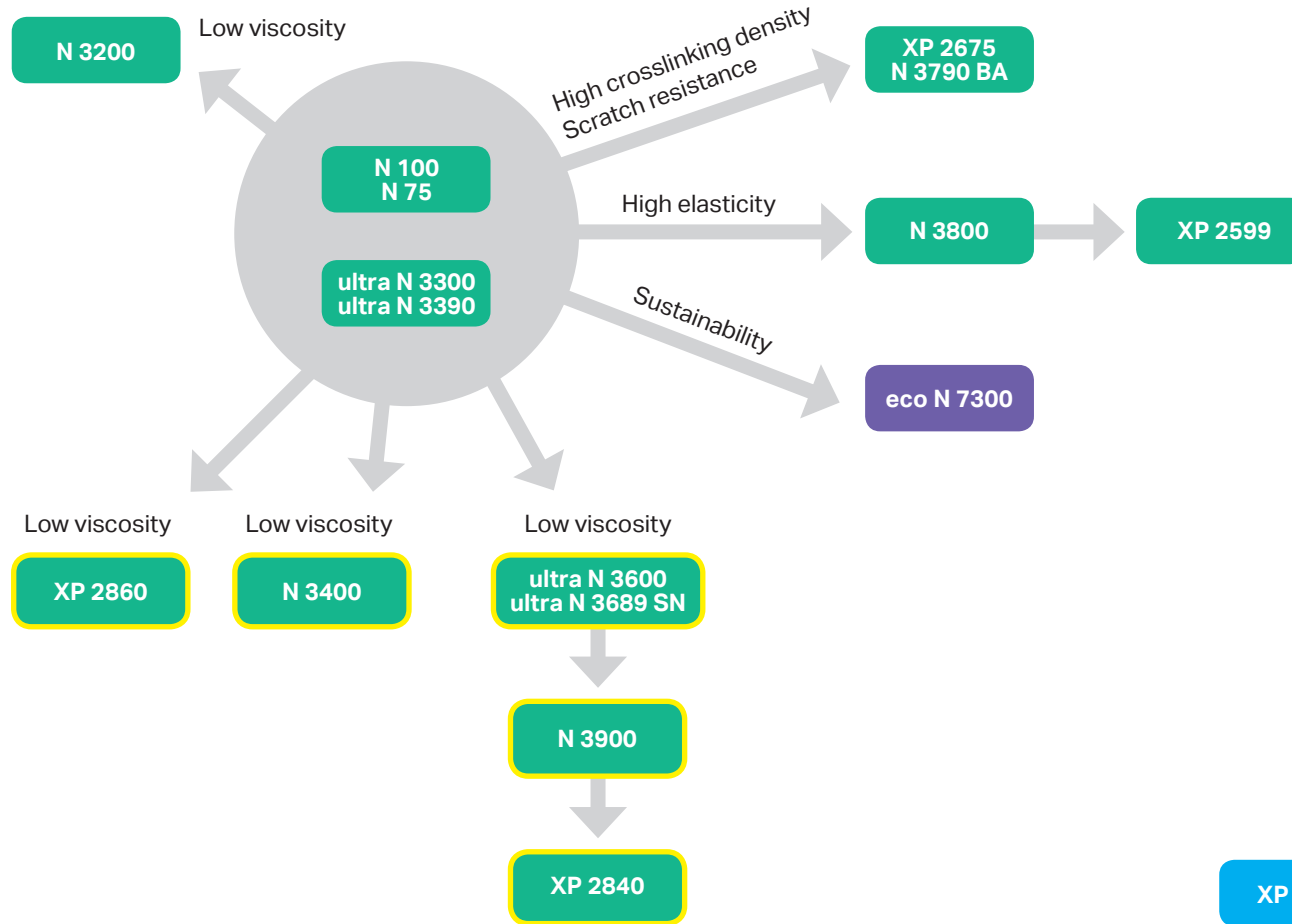 N 3200
Low viscosity
High crosslinking density
Scratch resistance
XP 2675
N 3790 BA
N 100
N 75
High elasticity
N 3800
XP 2599
ultra N 3300
ultra N 3390
Sustainability
eco N 7300
Low viscosity
Low viscosity
Low viscosity
XP 2860
N 3400
ultra N 3600
ultra N 3689 SN
N 3900
XP 2840
XP